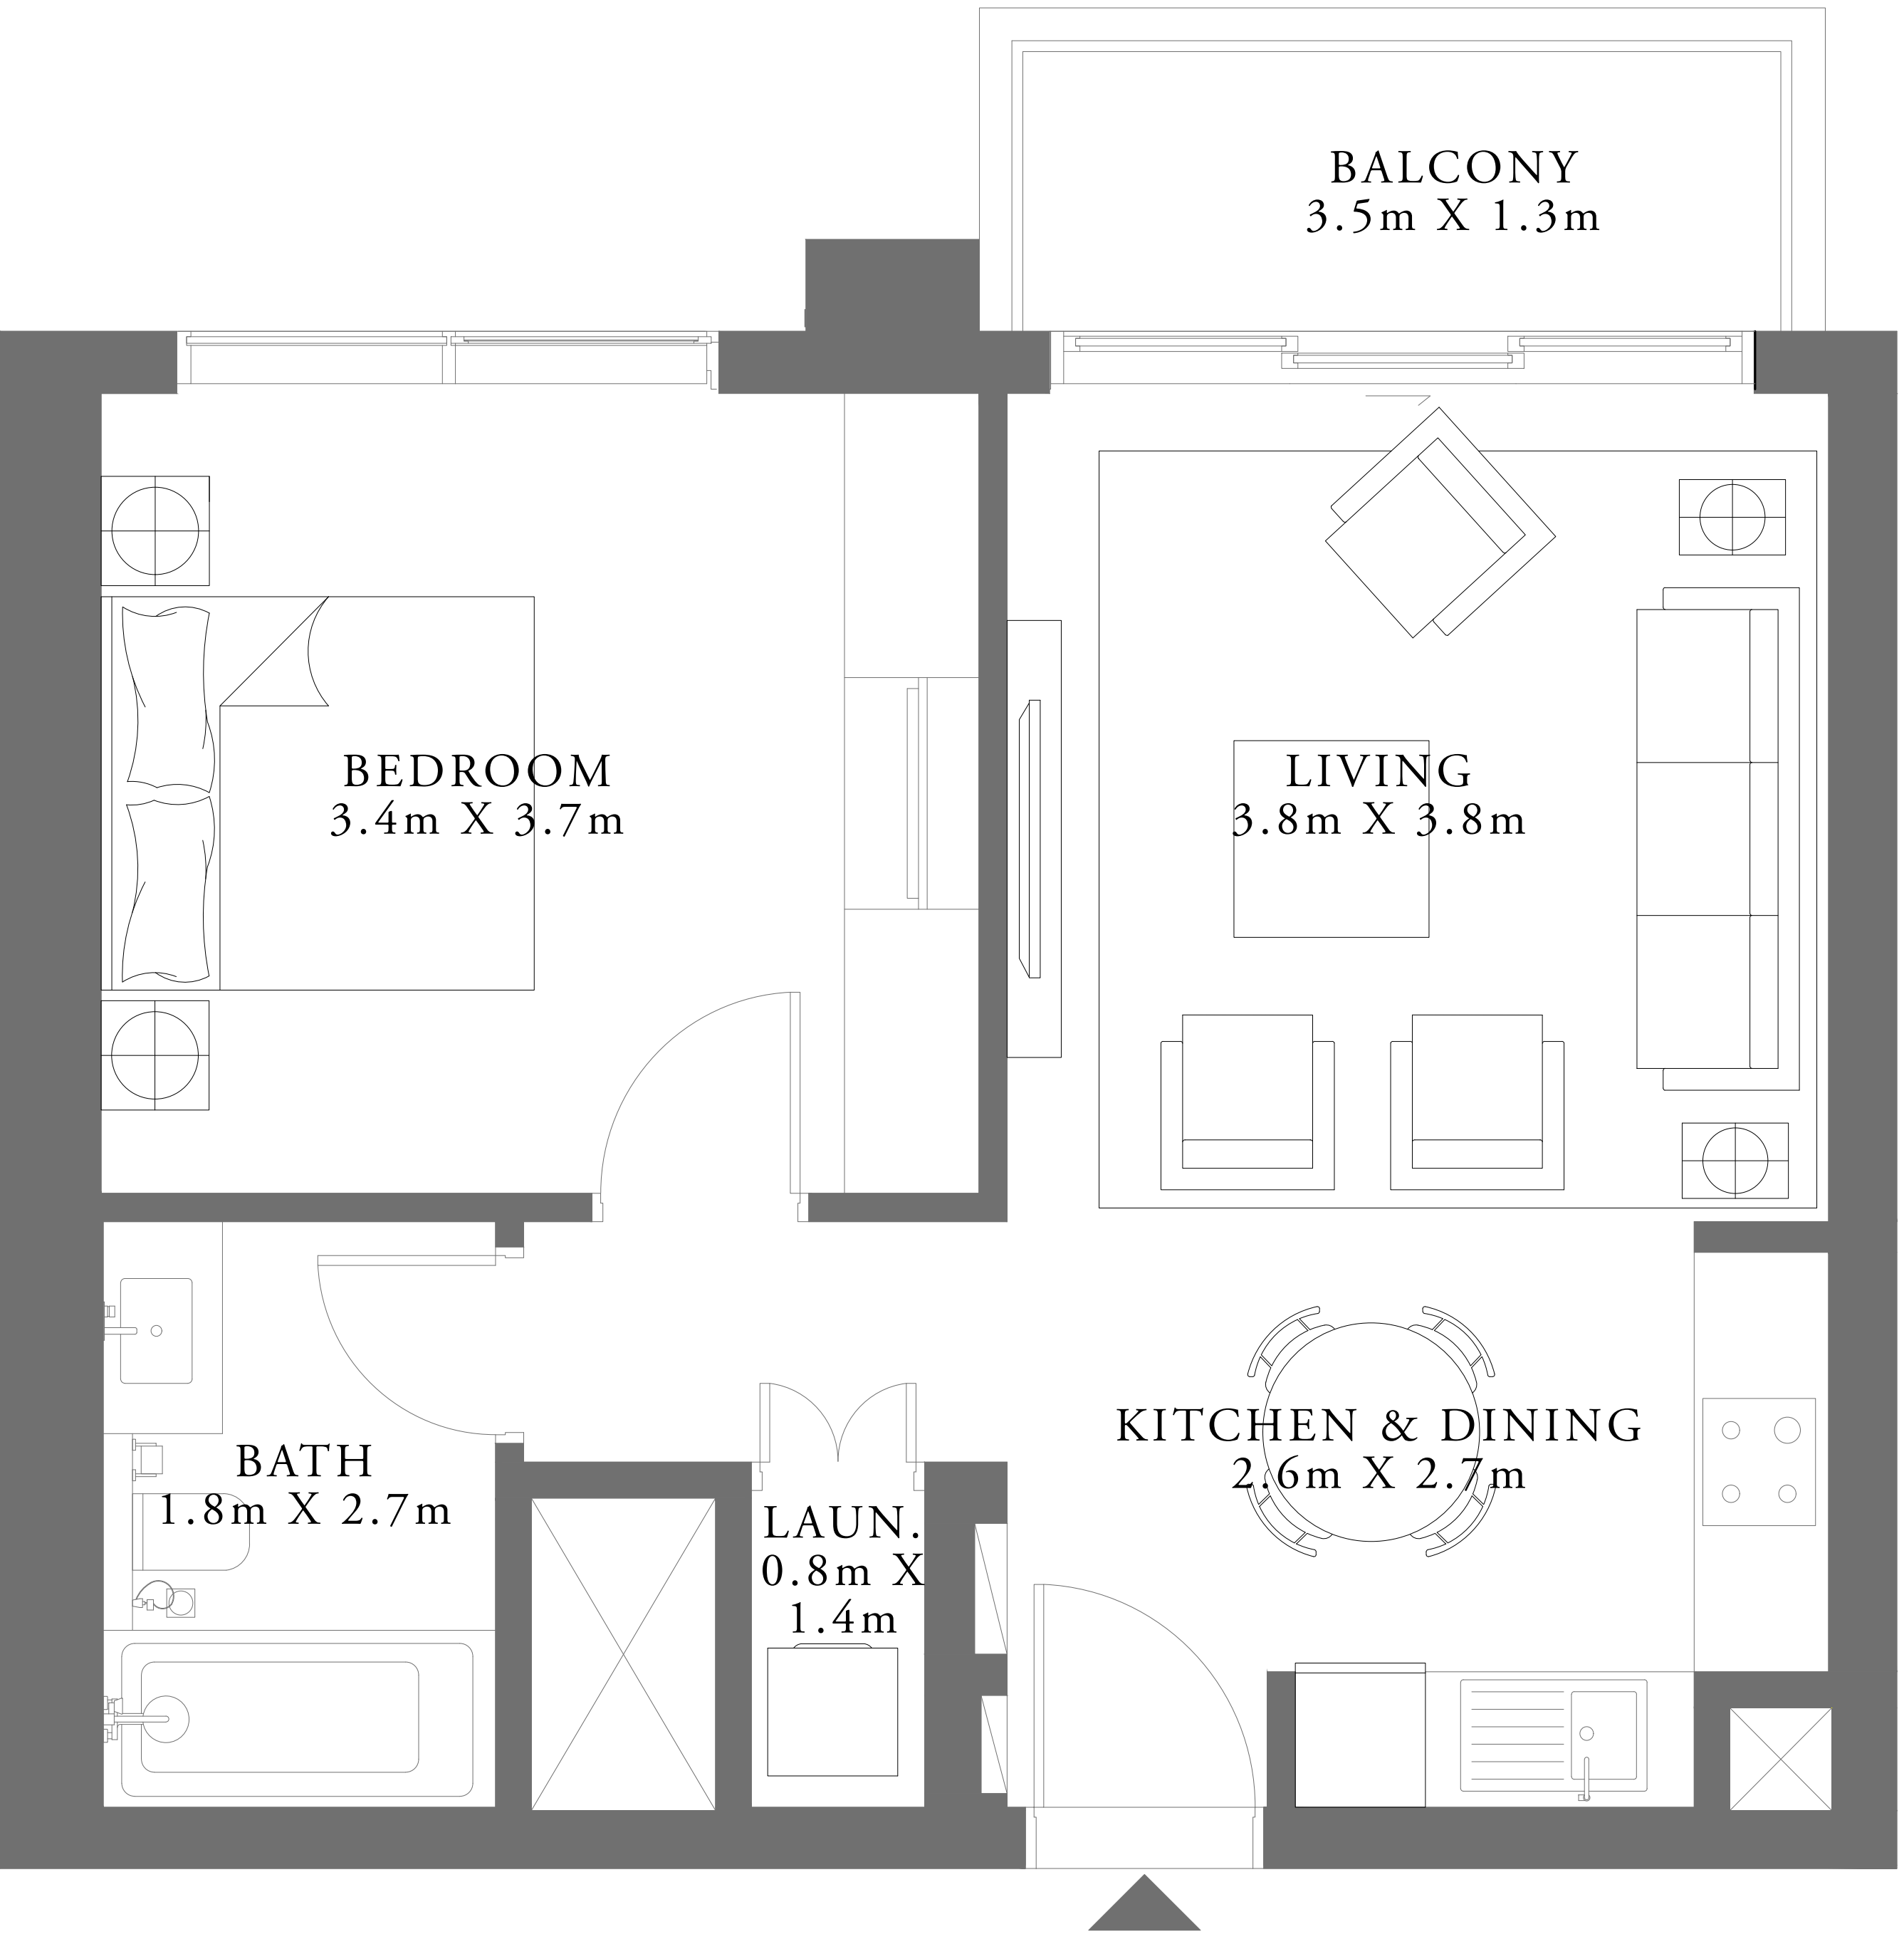 BALCONY
3.5m X 1.3m
BEDROOM
3.4m X 3.7m
LIVING
3.8m X 3.8m
KITCHEN & DINING
2.6m X 2.7m
BATH
1.8m X 2.7m
LAUN.
0.8m X
1.4m